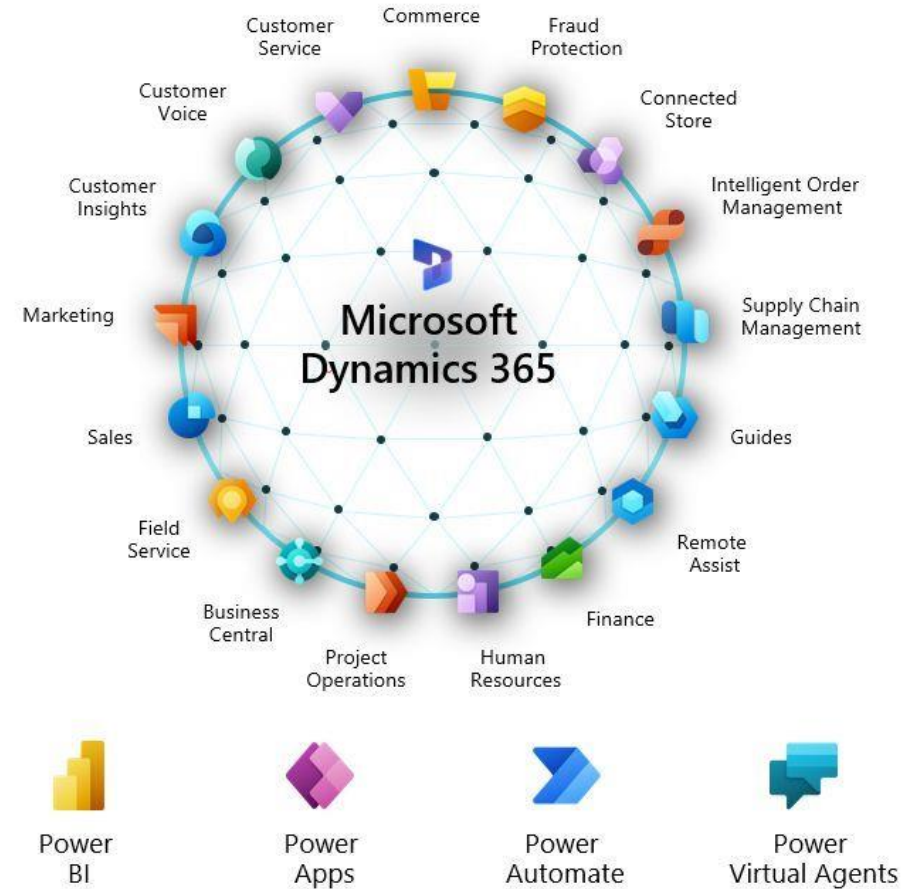 Commerce
Customer
Service
Fraud
Protection
Customer
Voice
Connected
Store
Customer
Insights
Intelligent Order
Management
Marketing
Supply Chain
Management
Microsoft
Dynamics 365
Sales
Guides
Field
Service
Remote
Assist
Business
Central
Finance
Project
Operations
Human
Resources
Power
BI
Power
Apps
Power
Automate
Power
Virtual Agents